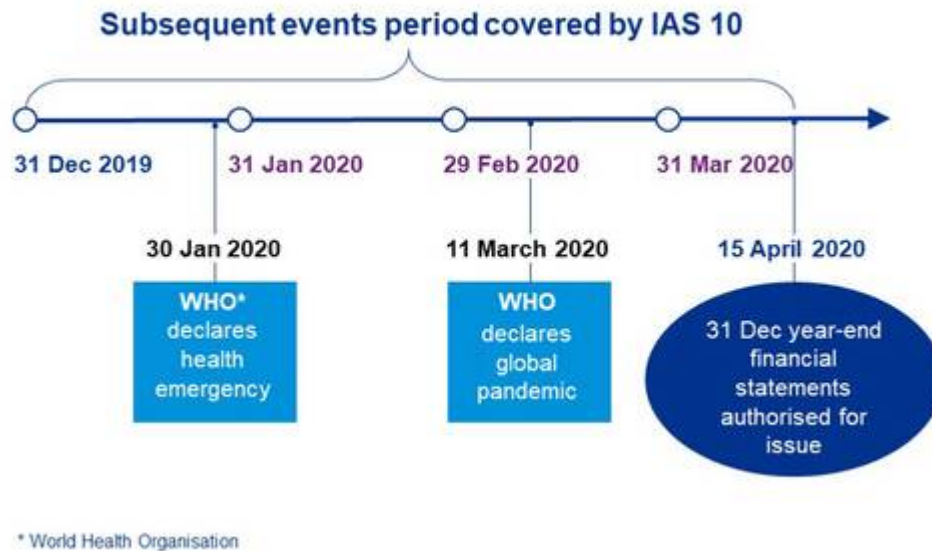 Subsequent events period covered by IAS 10
31 Dec 2019
31 Jan 2020
29 Feb 2020
31 Mar 2020
30 Jan 2020
11 March 2020
15 April 2020
WHO*
declares
health
emergency
WHO
declares
global
pandemic
31 Dec year-end
financial
statements
authorised for
issue
* World Health Organisation